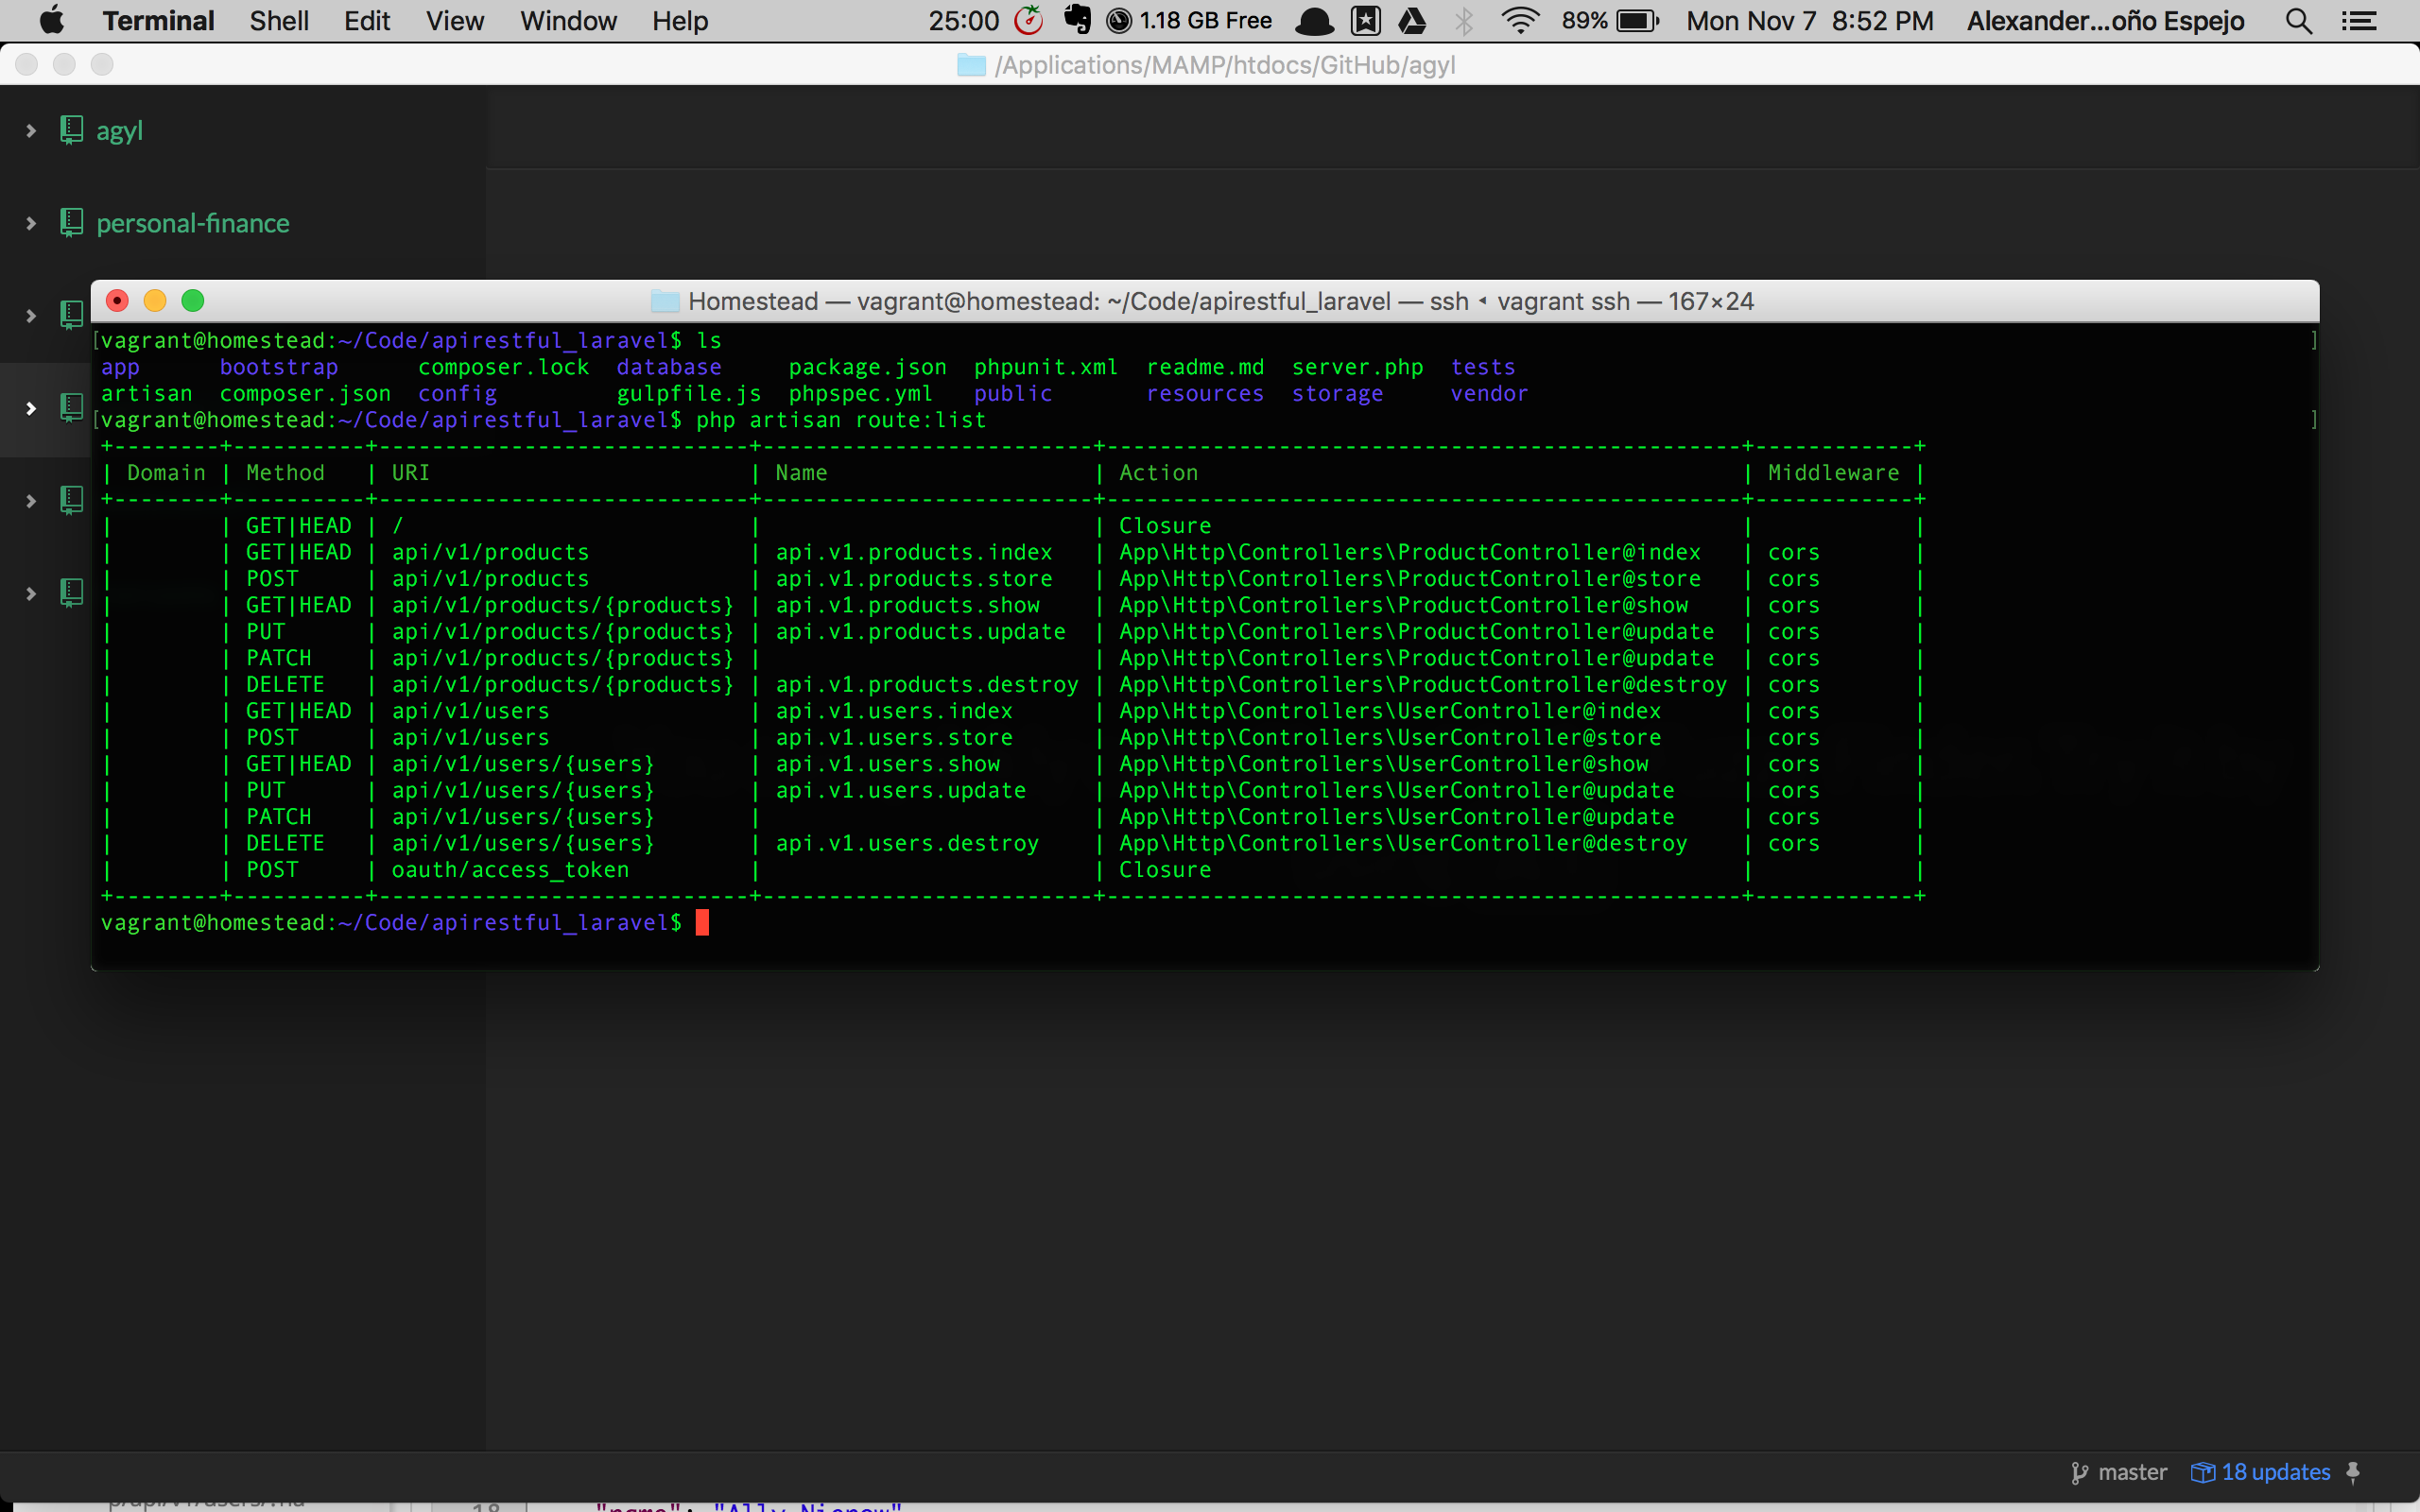 Terminal Shell Edit View Window Help 25:00 1.18 GB Free 89% Mon Nov 7 8:52 PM Alexander...oño Espejo
/Applications/MAMP/htdocs/GitHub/agyl
agyl
personal-finance
Homestead — vagrant@homestead: ~/Code/apirestful_laravel — ssh ◂ vagrant ssh — 167×24
[vagrant@homestead:~/Code/apirestful_laravel$ ls ]
app bootstrap composer.lock database package.json phpunit.xml readme.md server.php tests
artisan composer.json config gulpfile.js phpspec.yml public resources storage vendor
[vagrant@homestead:~/Code/apirestful_laravel$ php artisan route:list ]
+--------+----------+----------------------------+-------------------------+------------------------------------------------+------------+
| Domain | Method | URI | Name | Action | Middleware |
+--------+----------+----------------------------+-------------------------+------------------------------------------------+------------+
| | GET|HEAD | / | | Closure | |
| | GET|HEAD | api/v1/products | api.v1.products.index | App\Http\Controllers\ProductController@index | cors |
| | POST | api/v1/products | api.v1.products.store | App\Http\Controllers\ProductController@store | cors |
| | GET|HEAD | api/v1/products/{products} | api.v1.products.show | App\Http\Controllers\ProductController@show | cors |
| | PUT | api/v1/products/{products} | api.v1.products.update | App\Http\Controllers\ProductController@update | cors |
| | PATCH | api/v1/products/{products} | | App\Http\Controllers\ProductController@update | cors |
| | DELETE | api/v1/products/{products} | api.v1.products.destroy | App\Http\Controllers\ProductController@destroy | cors |
| | GET|HEAD | api/v1/users | api.v1.users.index | App\Http\Controllers\UserController@index | cors |
| | POST | api/v1/users | api.v1.users.store | App\Http\Controllers\UserController@store | cors |
| | GET|HEAD | api/v1/users/{users} | api.v1.users.show | App\Http\Controllers\UserController@show | cors |
| | PUT | api/v1/users/{users} | api.v1.users.update | App\Http\Controllers\UserController@update | cors |
| | PATCH | api/v1/users/{users} | | App\Http\Controllers\UserController@update | cors |
| | DELETE | api/v1/users/{users} | api.v1.users.destroy | App\Http\Controllers\UserController@destroy | cors |
| | POST | oauth/access_token | | Closure | |
+--------+----------+----------------------------+-------------------------+------------------------------------------------+------------+
vagrant@homestead:~/Code/apirestful_laravel$
master 18 updates
18 "name": "Ally